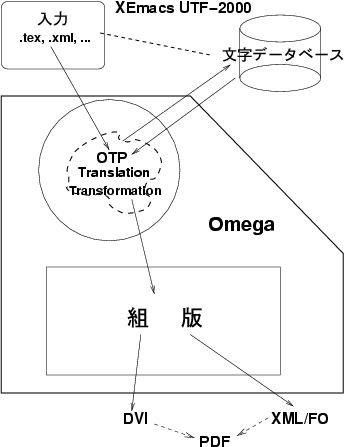 XEmacs UTF-2000
入力
.tex, .xml, ...
文字データベース
OTP
Translation
Transformation
Omega
組 版
DVI
XML/FO
PDF